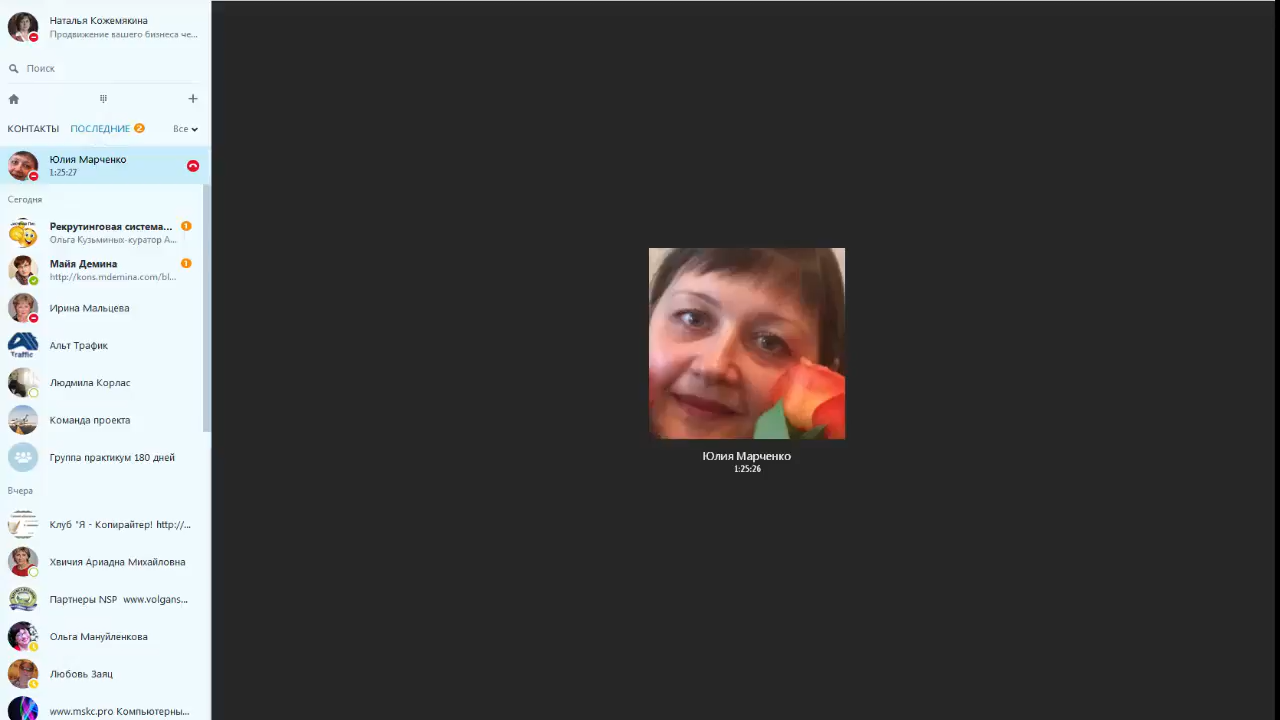 Наталья Кожемякина
Продвижение вашего бизнеса че...
Поиск
КОНТАКТЫ ПОСЛЕДНИЕ 2 Все
Юлия Марченко
1:25:27
Сегодня
Рекрутинговая система... 1
Ольга Кузьминых-куратор А...
Майя Демина 1
http://kons.mdemina.com/bl...
Ирина Мальцева
Альт Трафик
Traffic
Людмила Корлас
Команда проекта
Группа практикум 180 дней
Вчера
Клуб "Я - Копирайтер! http://...
Хвичия Ариадна Михайловна
Партнеры NSP www.volgans...
Ольга Мануйленкова
Любовь Заяц
www.mskc.pro Компьютерны...
Юлия Марченко
1:25:26